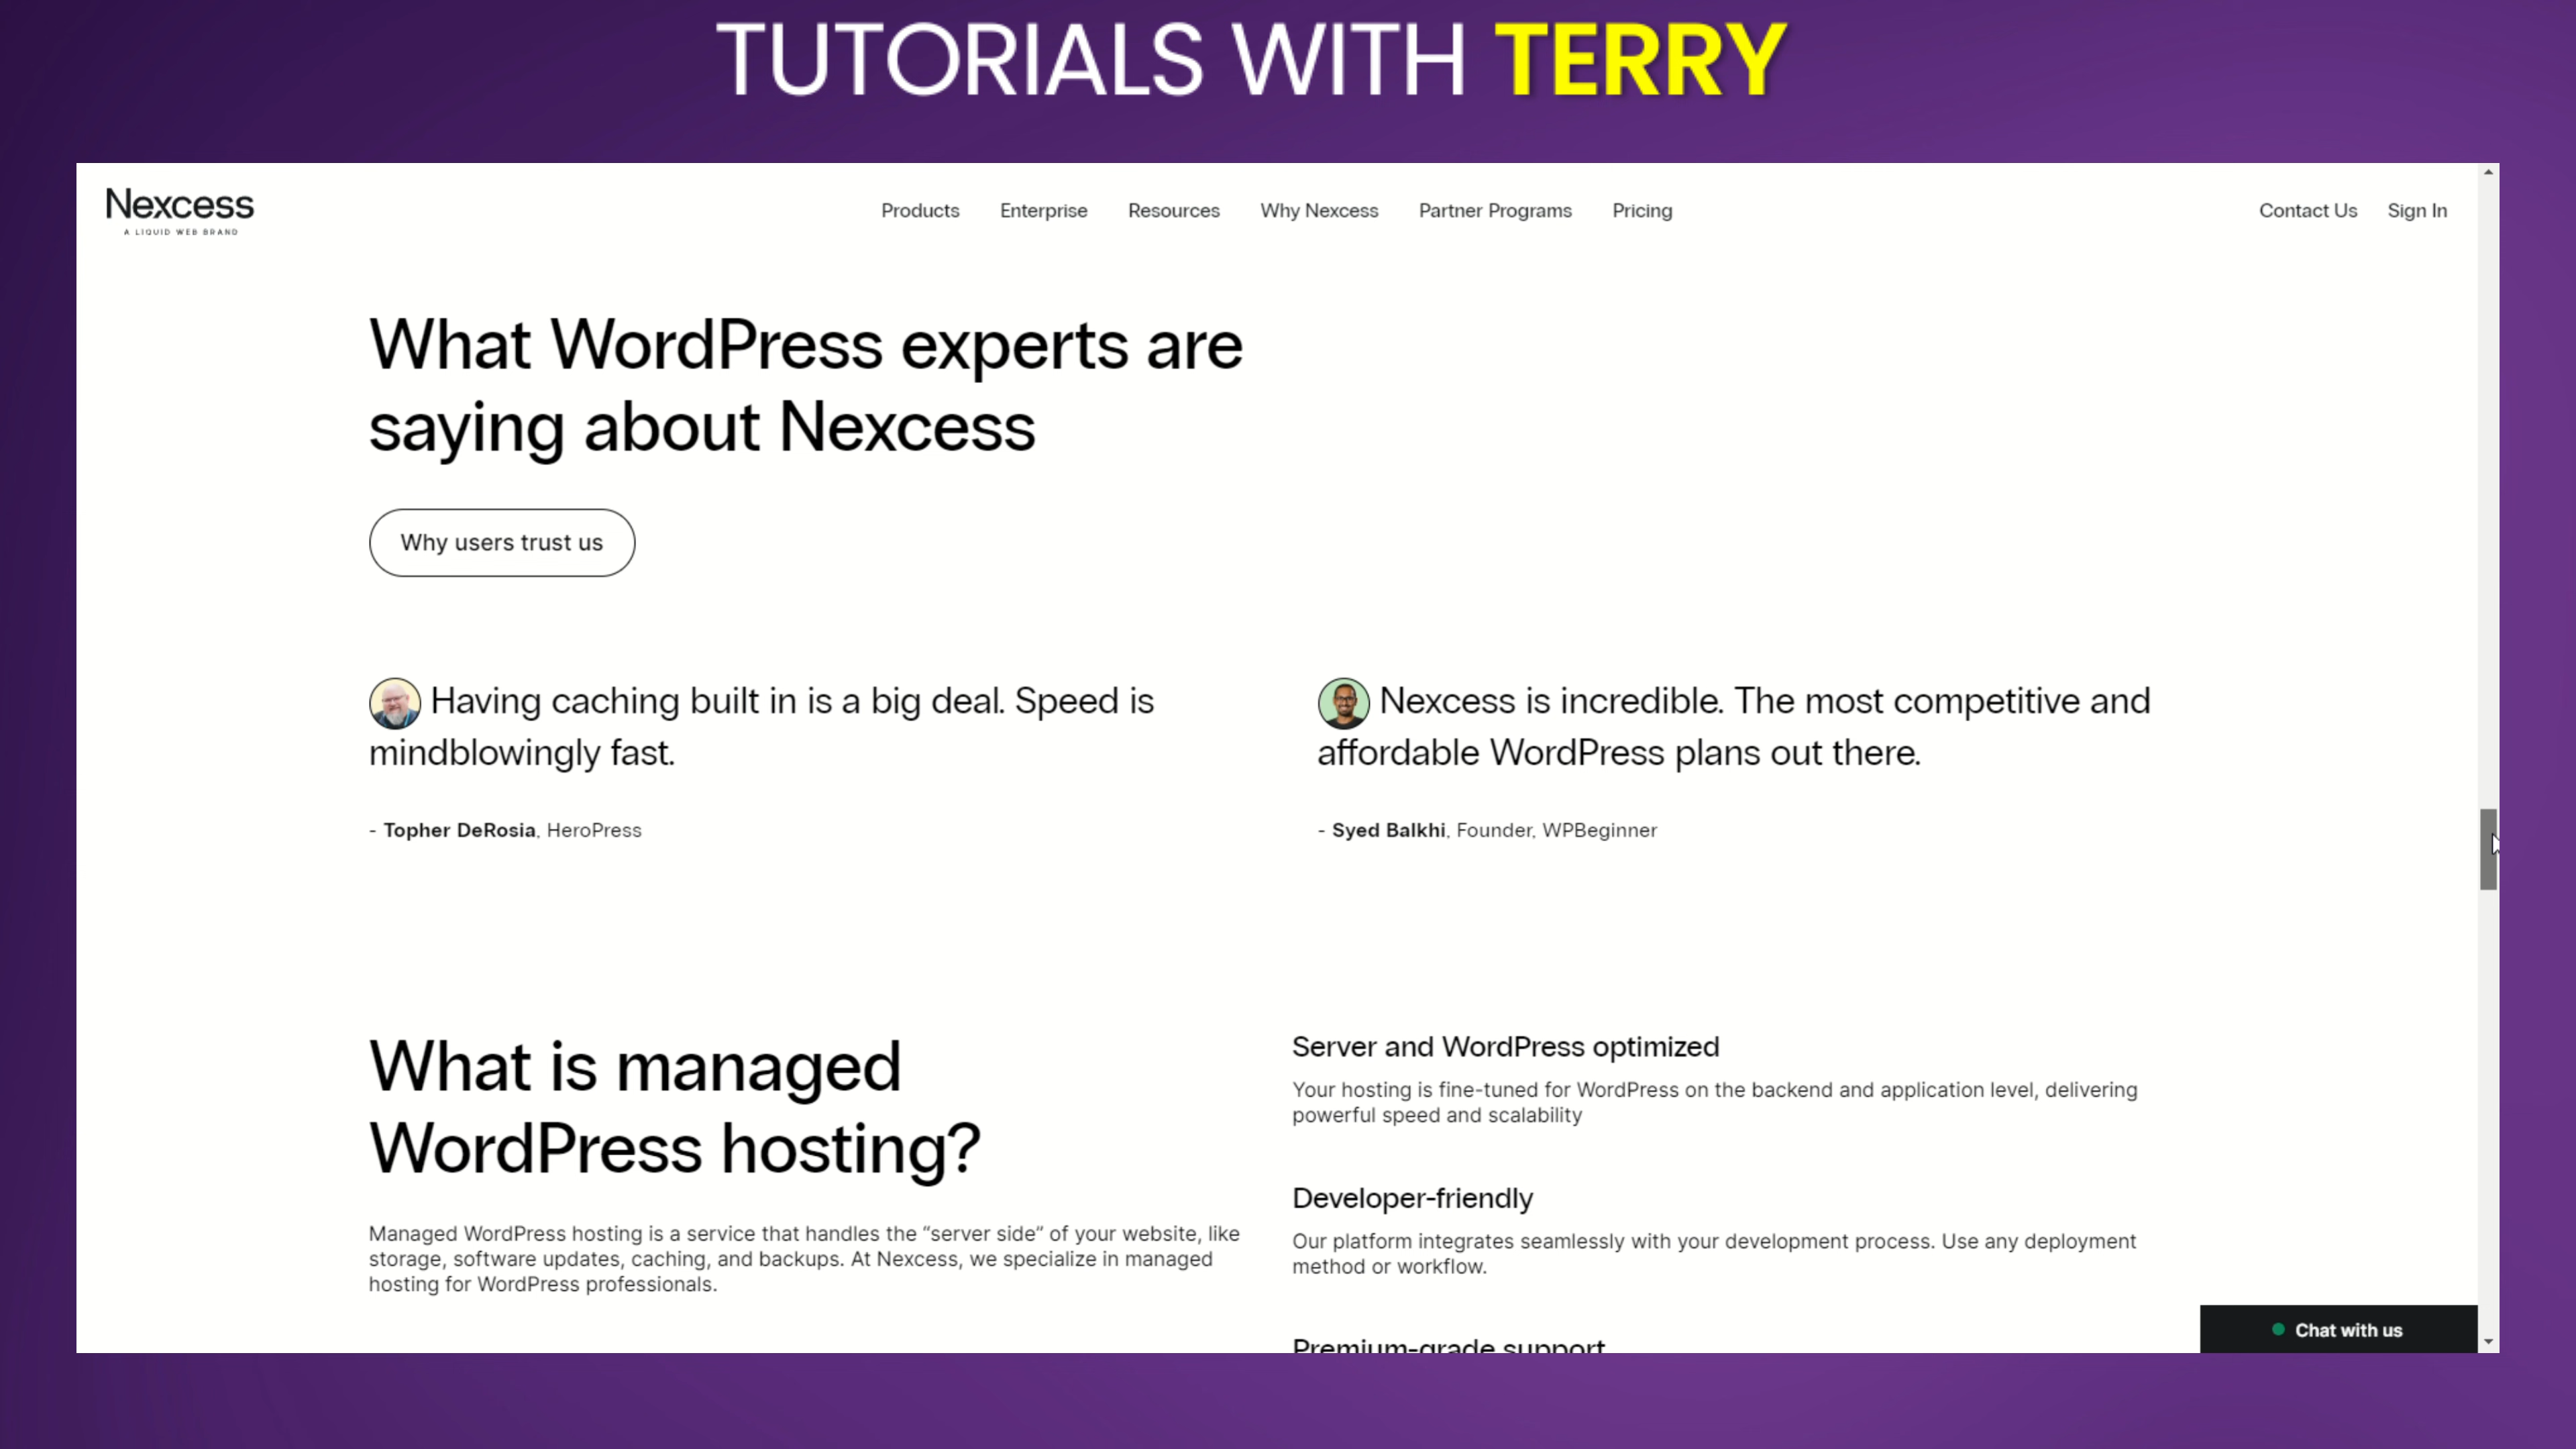 TUTORIALS WITH TERRY
Nexcess
A LIQUID WEB BRAND
Products Enterprise Resources Why Nexcess Partner Programs Pricing Contact Us Sign In
What WordPress experts are
saying about Nexcess
Why users trust us
Having caching built in is a big deal. Speed is
mindblowingly fast.
- Topher DeRosia, HeroPress
Nexcess is incredible. The most competitive and
affordable WordPress plans out there.
- Syed Balkhi, Founder, WPBeginner
What is managed
WordPress hosting?
Managed WordPress hosting is a service that handles the “server side” of your website, like
storage, software updates, caching, and backups. At Nexcess, we specialize in managed
hosting for WordPress professionals.
Server and WordPress optimized
Your hosting is fine-tuned for WordPress on the backend and application level, delivering
powerful speed and scalability
Developer-friendly
Our platform integrates seamlessly with your development process. Use any deployment
method or workflow.
Premium-grade support
Chat with us